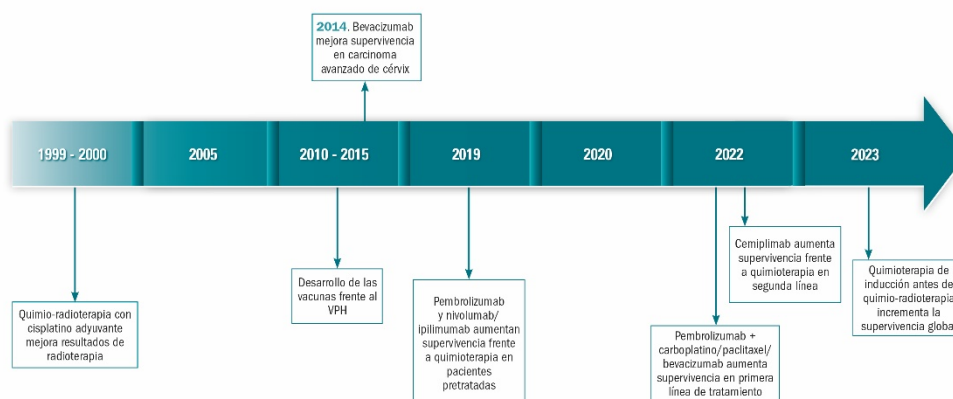 2014. Bevacizumab
mejora supervivencia
en carcinoma
avanzado de cérvix
1999 - 2000
2005
2010 - 2015
2019
2020
2022
2023
Quimio-radioterapia con
cisplatino adyuvante
mejora resultados de
radioterapia
Desarrollo de las
vacunas frente al
VPH
Pembrolizumab
y nivolumab/
ipilimumab aumentan
supervivencia frente
a quimioterapia en
pacientes
pretratadas
Pembrolizumab +
carboplatino/paclitaxel/
bevacizumab aumenta
supervivencia en primera
línea de tratamiento
Cemiplimab aumenta
supervivencia frente
a quimioterapia en
segunda línea
Quimioterapia de
inducción antes de
quimio-radioterapia
incrementa la
supervivencia global